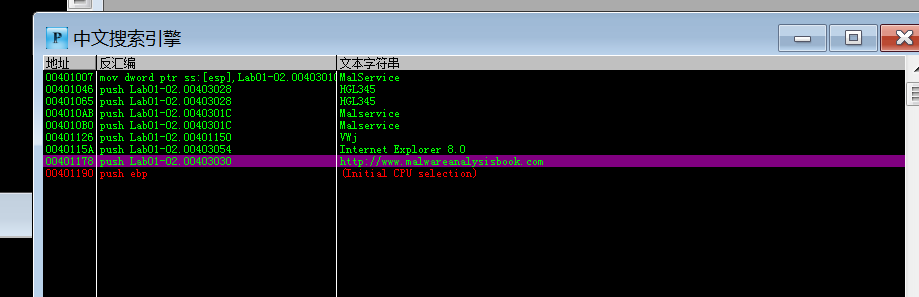 P 中文搜索引擎
地址 反汇编 文本字符串
00401007 mov dword ptr ss:[esp],Lab01-02.00403010 MalService
00401046 push Lab01-02.00403028 HGL345
00401065 push Lab01-02.00403028 HGL345
004010AB push Lab01-02.0040301C Malservice
004010B0 push Lab01-02.0040301C Malservice
00401126 push Lab01-02.00401150 VWj
0040115A push Lab01-02.00403054 Internet Explorer 8.0
00401178 push Lab01-02.00403030 http://www.malwareanalysisbook.com
00401190 push ebp (Initial CPU selection)